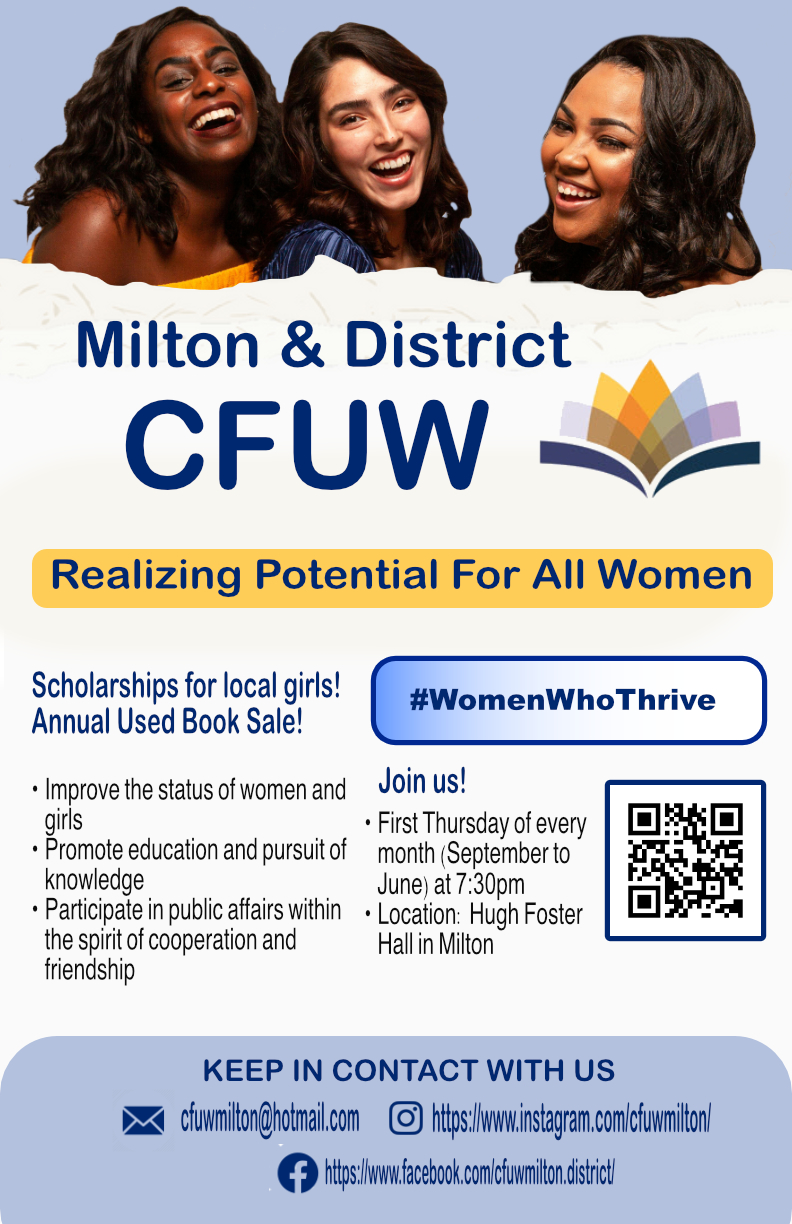 Milton & District
CFUW
Realizing Potential For All Women
Scholarships for local girls!
Annual Used Book Sale!
• Improve the status of women and
girls
• Promote education and pursuit of
knowledge
• Participate in public affairs within
the spirit of cooperation and
friendship
#WomenWhoThrive
Join us!
• First Thursday of every
month (September to
June) at 7:30pm
• Location: Hugh Foster
Hall in Milton
KEEP IN CONTACT WITH US
cfuwmilton@hotmail.com
https://www.instagram.com/cfuwmilton/
https://www.facebook.com/cfuwmilton.district/